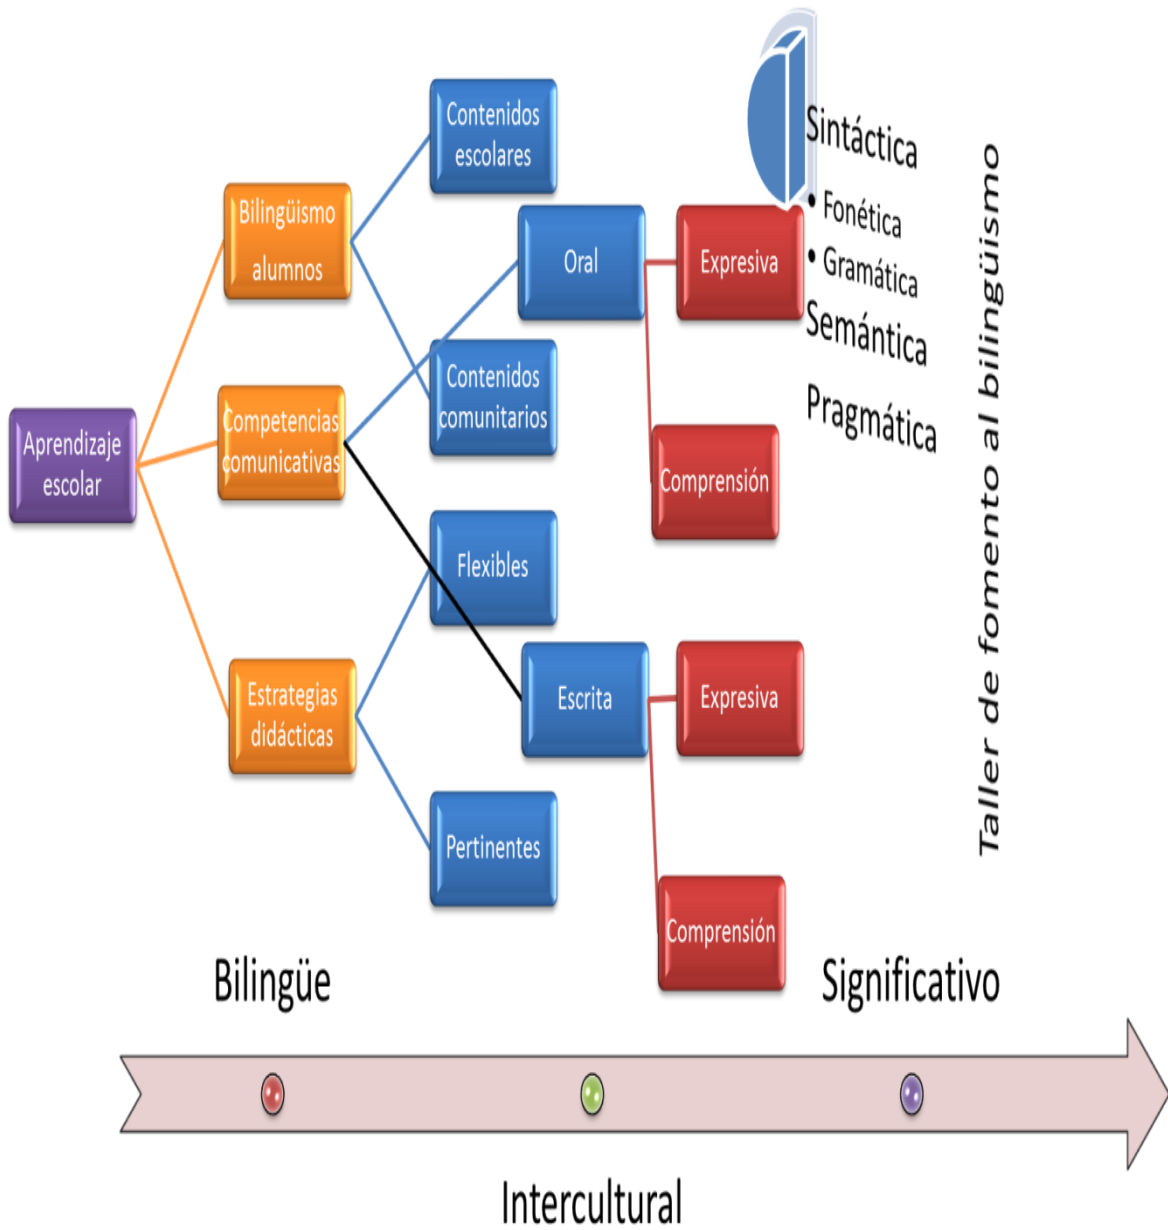 Contenidos
escolares
Sintáctica
• Fonética
• Gramática
Semántica
Pragmática
Taller de fomento al bilingüismo
Bilingüismo
alumnos
Oral
Expresiva
Contenidos
comunitarios
Competencias
comunicativas
Aprendizaje
escolar
Comprensión
Flexibles
Estrategias
didácticas
Escrita
Expresiva
Pertinentes
Comprensión
Bilingüe
Significativo
Intercultural